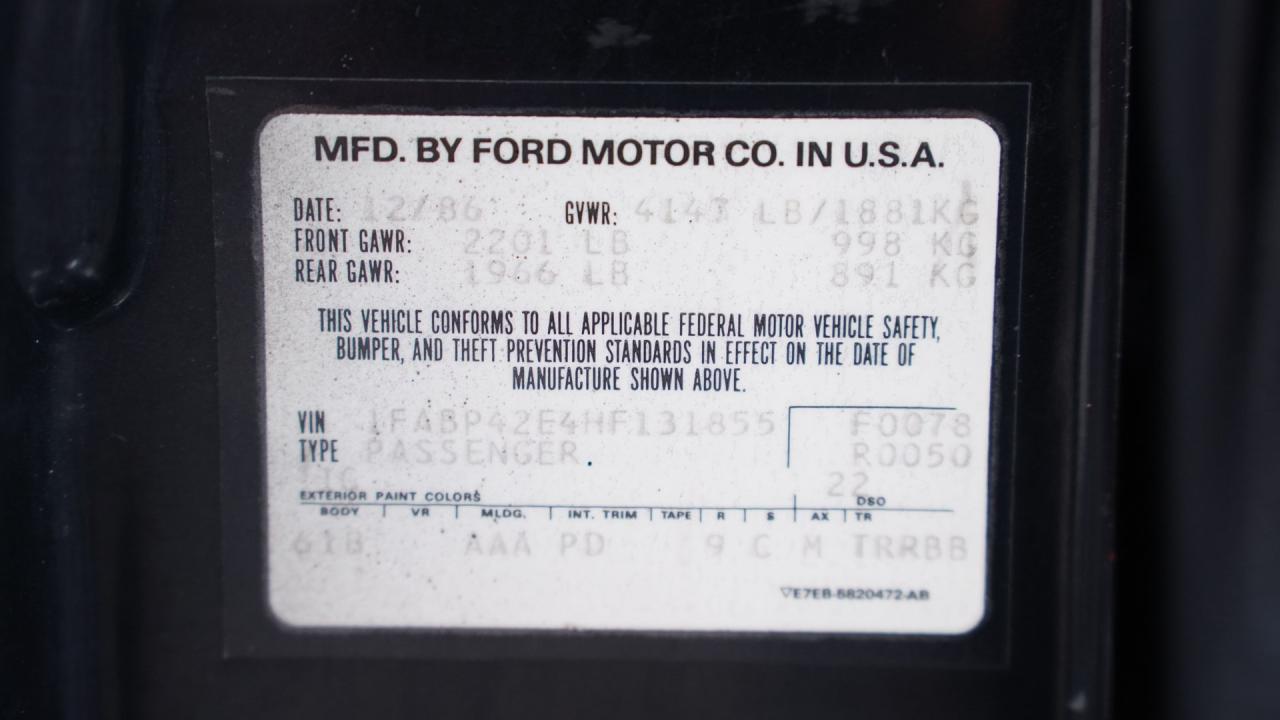 MFD. BY FORD MOTOR CO. IN U.S.A.
DATE: 12/86 GVWR: 4147 LB/1881KG
FRONT GAWR: 2201 LB 998 KG
REAR GAWR: 1966 LB 891 KG
THIS VEHICLE CONFORMS TO ALL APPLICABLE FEDERAL MOTOR VEHICLE SAFETY,
BUMPER, AND THEFT PREVENTION STANDARDS IN EFFECT ON THE DATE OF
MANUFACTURE SHOWN ABOVE.
VIN 1FABP42E4HF131855 F0078
TYPE PASSENGER. R0050
22
EXTERIOR PAINT COLORS DSO
BODY VR MLDG. INT. TRIM TAPE R S AX TR
AAA PD 9 C M TRRBB
▽E7EB-5820472-AB